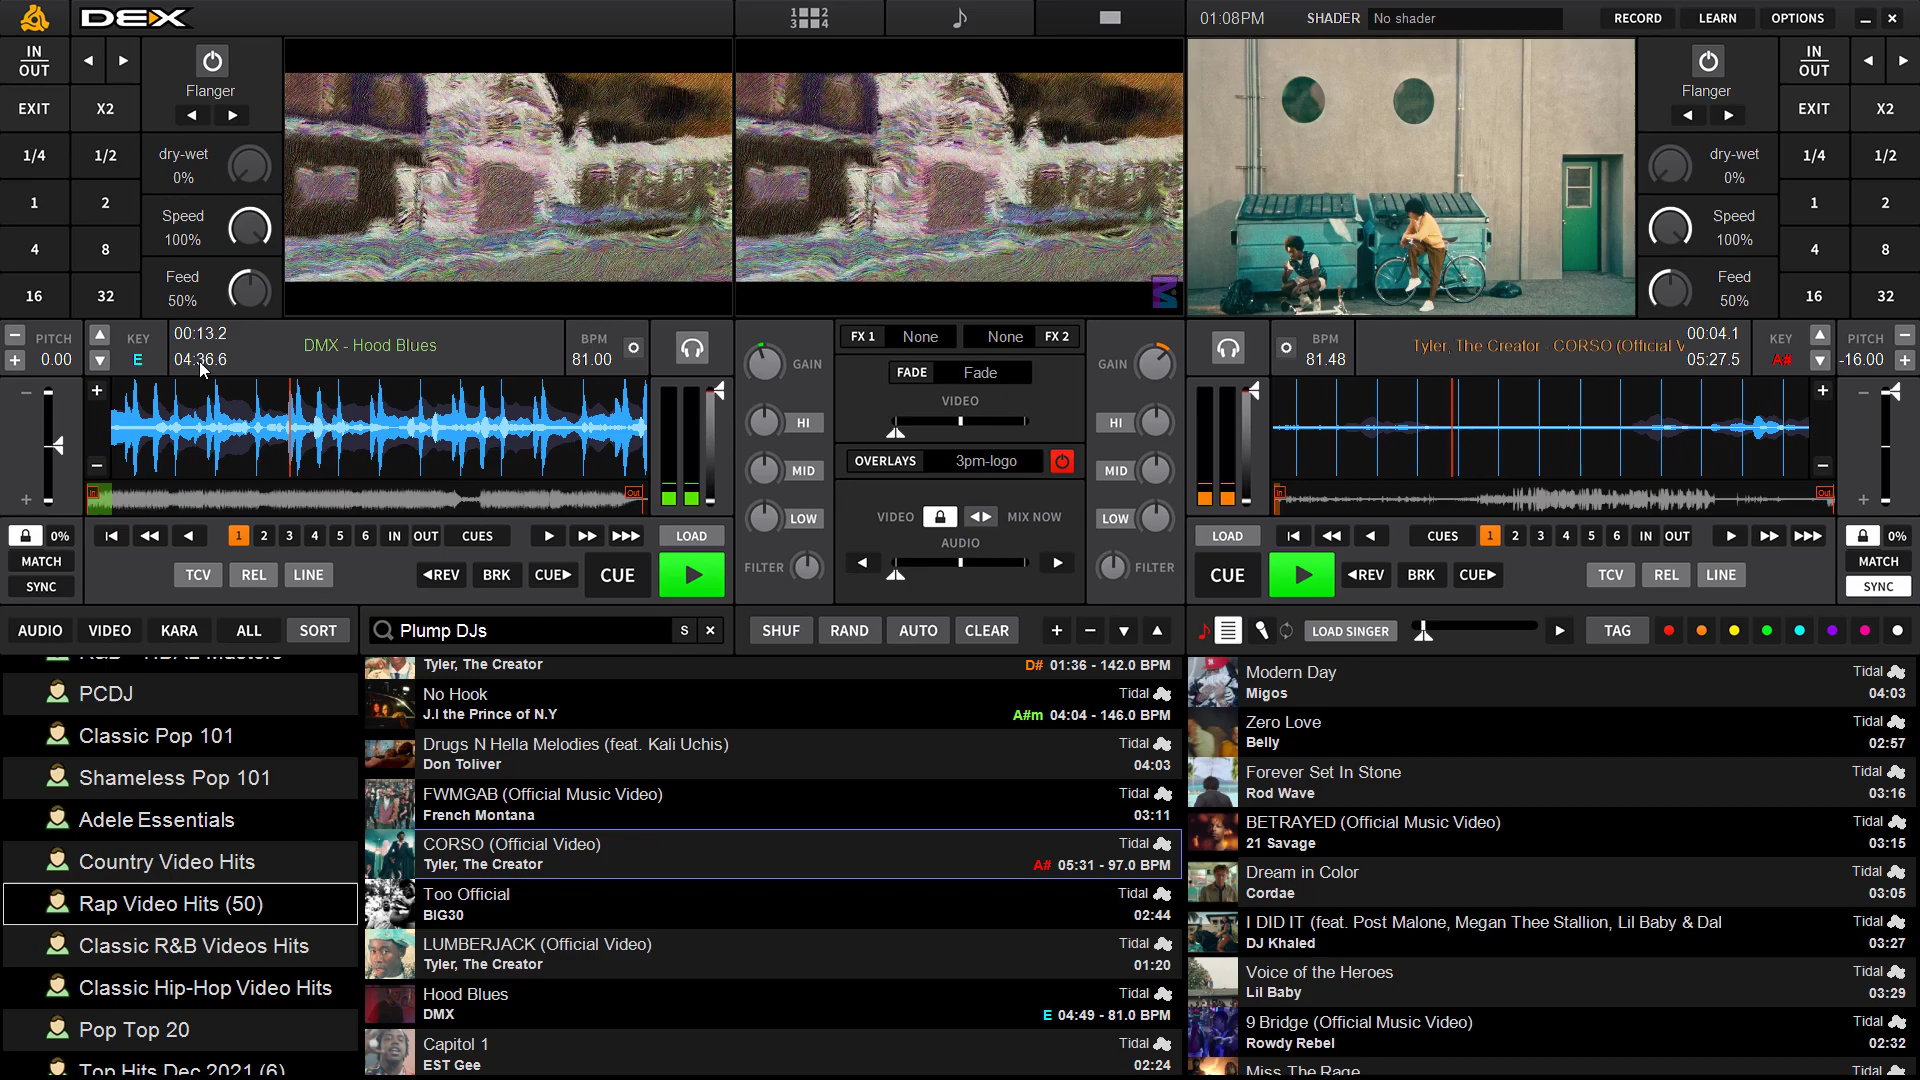 DEX
1 2
3 4
01:08PM
SHADER
No shader
RECORD
LEARN
OPTIONS
IN
OUT
EXIT
X2
1/4
1/2
1
2
4
8
16
32
Flanger
dry-wet
0%
Speed
100%
Feed
50%
Flanger
dry-wet
0%
Speed
100%
Feed
50%
IN
OUT
EXIT
X2
1/4
1/2
1
2
4
8
16
32
PITCH
0.00
KEY
E
00:13.2
04:36.6
DMX - Hood Blues
BPM
81.00
GAIN
HI
MID
LOW
FILTER
FX 1
None
None
FX 2
FADE
Fade
VIDEO
OVERLAYS
3pm-logo
VIDEO
MIX NOW
AUDIO
GAIN
HI
MID
LOW
FILTER
BPM
81.48
Tyler, The Creator - CORSO (Official V
00:04.1
05:27.5
KEY
A#
PITCH
-16.00
In
Out
In
Out
0%
MATCH
SYNC
1 2 3 4 5 6 IN OUT CUES
LOAD
TCV
REL
LINE
REV
BRK
CUE
CUE
LOAD
CUES 1 2 3 4 5 6 IN OUT
CUE
REV
BRK
CUE
TCV
REL
LINE
0%
MATCH
SYNC
AUDIO
VIDEO
KARA
ALL
SORT
Plump DJs
S
SHUF
RAND
AUTO
CLEAR
LOAD SINGER
TAG
PCDJ
Classic Pop 101
Shameless Pop 101
Adele Essentials
Country Video Hits
Rap Video Hits (50)
Classic R&B Videos Hits
Classic Hip-Hop Video Hits
Pop Top 20
Top Hits Dec 2021 (6)
Tyler, The Creator
D# 01:36 - 142.0 BPM
No Hook
Tidal
J.I the Prince of N.Y
A#m 04:04 - 146.0 BPM
Drugs N Hella Melodies (feat. Kali Uchis)
Tidal
Don Toliver
04:03
FWMGAB (Official Music Video)
Tidal
French Montana
03:11
CORSO (Official Video)
Tidal
Tyler, The Creator
A# 05:31 - 97.0 BPM
Too Official
Tidal
BIG30
02:44
LUMBERJACK (Official Video)
Tidal
Tyler, The Creator
01:20
Hood Blues
Tidal
DMX
E 04:49 - 81.0 BPM
Capitol 1
Tidal
EST Gee
02:24
Modern Day
Tidal
Migos
04:03
Zero Love
Tidal
Belly
02:57
Forever Set In Stone
Tidal
Rod Wave
03:16
BETRAYED (Official Music Video)
Tidal
21 Savage
03:15
Dream in Color
Tidal
Cordae
03:05
I DID IT (feat. Post Malone, Megan Thee Stallion, Lil Baby & Dal
Tidal
DJ Khaled
03:27
Voice of the Heroes
Tidal
Lil Baby
03:29
9 Bridge (Official Music Video)
Tidal
Rowdy Rebel
02:32
Miss The Rage
Tidal